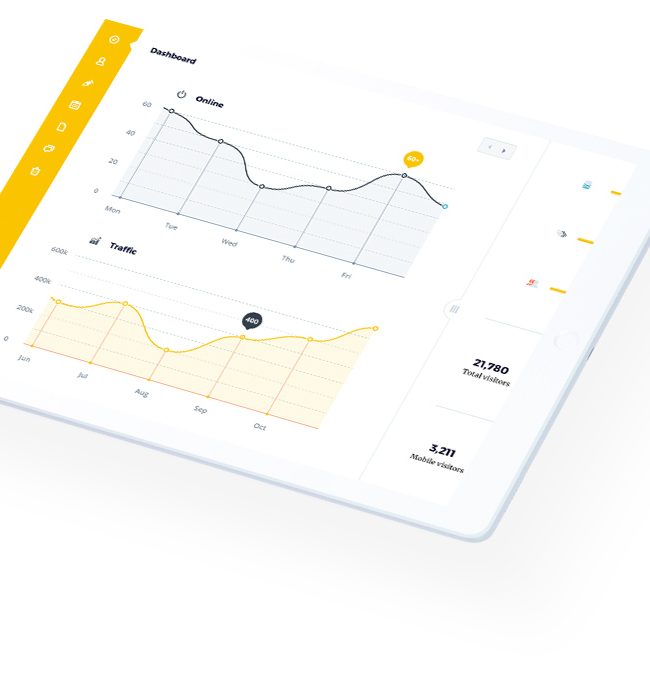 Dashboard
Online
60
40
20
0
60+
Mon
Tue
Wed
Thu
Fri
Traffic
600k
400k
200k
0
400
Jun
Jul
Aug
Sep
Oct
21,780
Total visitors
3,211
Mobile visitors